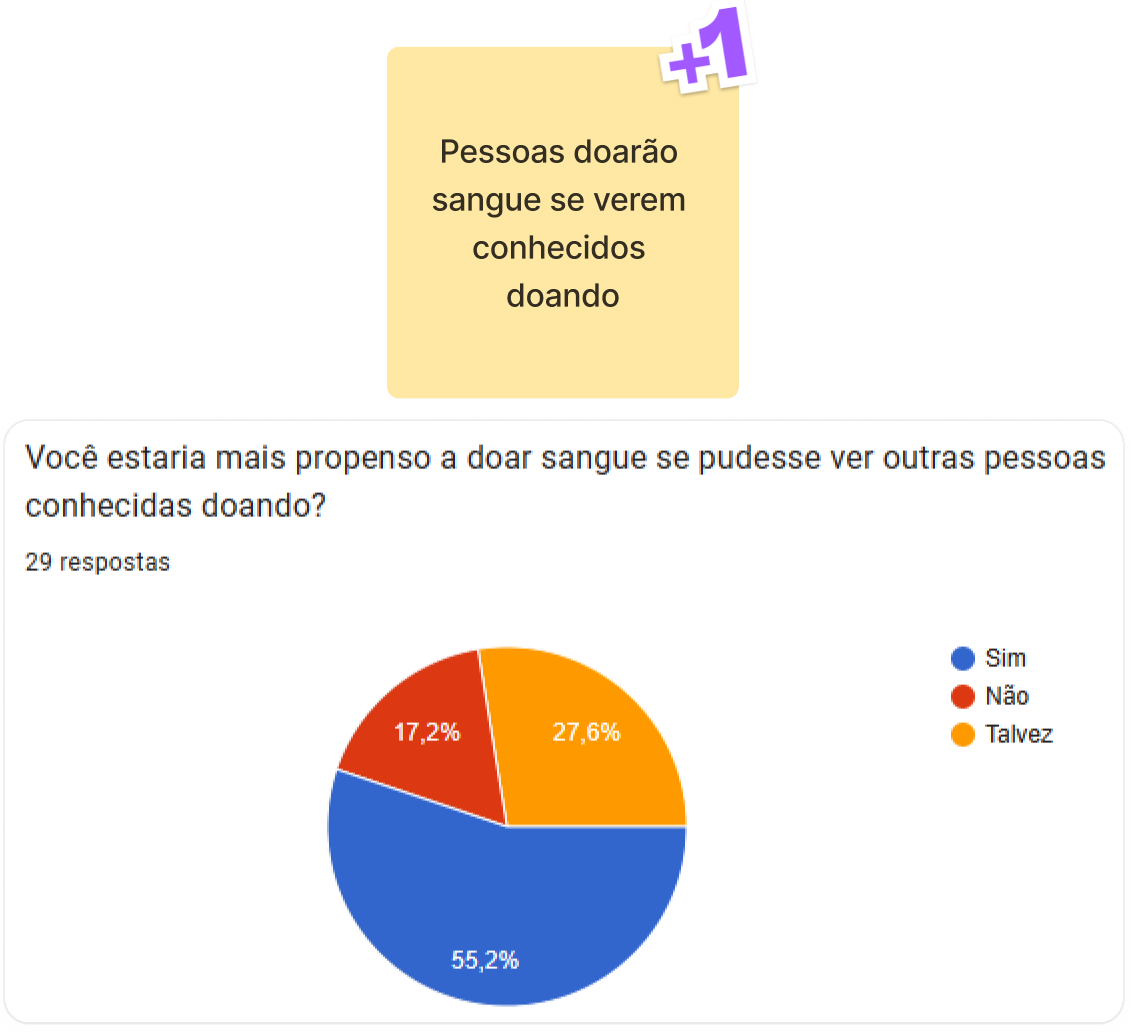 +1
Pessoas doarão
sangue se verem
conhecidos
doando
Você estaria mais propenso a doar sangue se pudesse ver outras pessoas
conhecidas doando?
29 respostas
Sim
Não
Talvez
17,2%
27,6%
55,2%